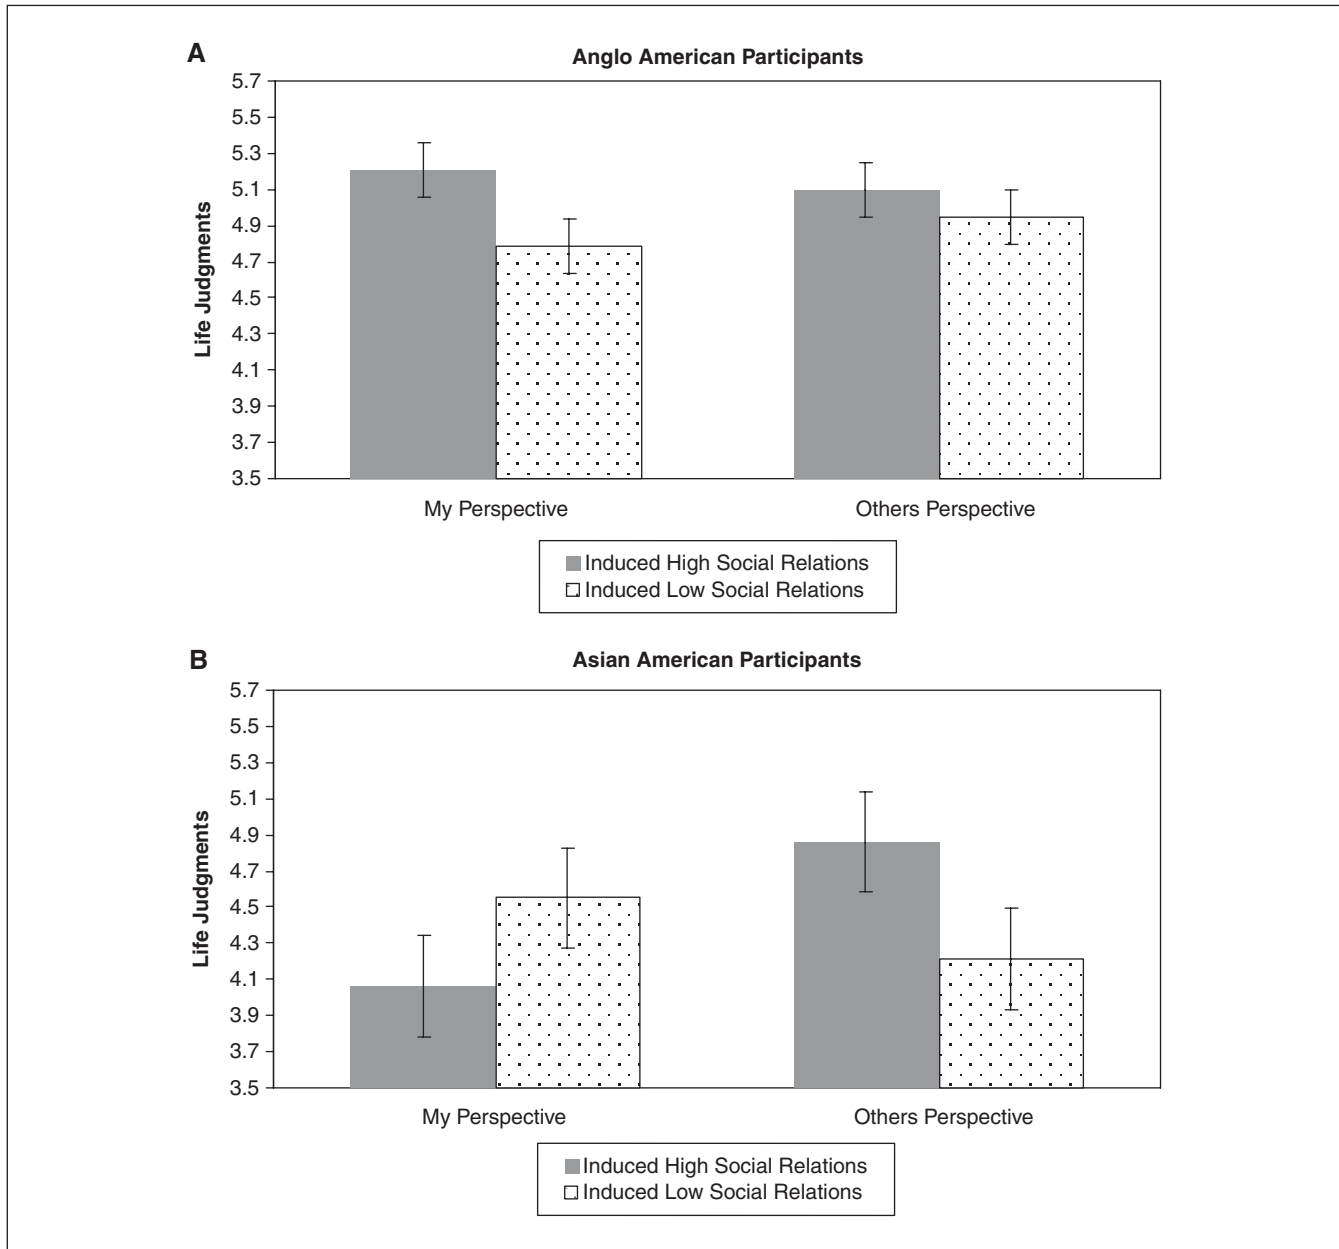 A
Anglo American Participants
5.7
5.5
5.3
5.1
4.9
4.7
4.5
4.3
4.1
3.9
3.7
3.5
Life Judgments
My Perspective Others Perspective
Induced High Social Relations
Induced Low Social Relations
B
Asian American Participants
5.7
5.5
5.3
5.1
4.9
4.7
4.5
4.3
4.1
3.9
3.7
3.5
Life Judgments
My Perspective Others Perspective
Induced High Social Relations
Induced Low Social Relations